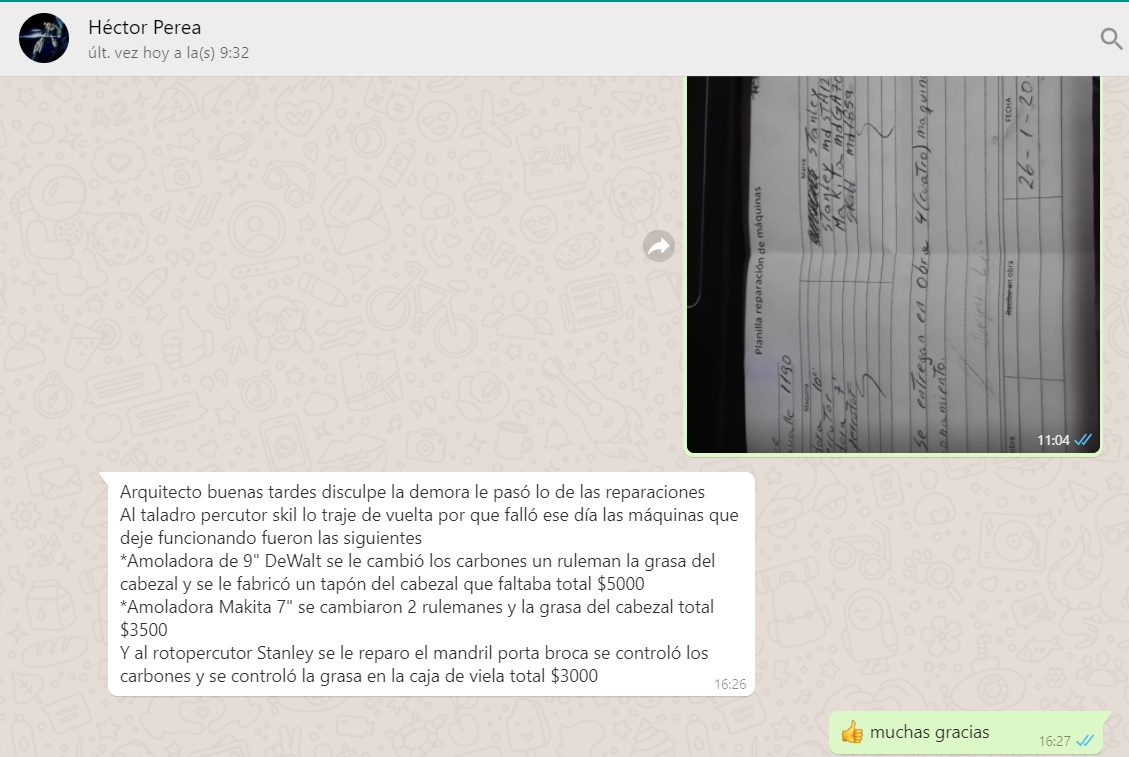 Héctor Perea
últ. vez hoy a la(s) 9:32
Planilla reparación de máquinas
1190
Máquina
Marca
Stanley
Stanley md
Makita md
Skill md
Se entregan en Obra 4 (cuatro)
Recibe en obra
FECHA
26-1-20
11:04
Arquitecto buenas tardes disculpe la demora le pasó lo de las reparaciones
Al taladro percutor skil lo traje de vuelta por que falló ese día las máquinas que
deje funcionando fueron las siguientes
*Amoladora de 9" DeWalt se le cambió los carbones un ruleman la grasa del
cabezal y se le fabricó un tapón del cabezal que faltaba total $5000
*Amoladora Makita 7" se cambiaron 2 rulemanes y la grasa del cabezal total
$3500
Y al rotopercutor Stanley se le reparo el mandril porta broca se controló los
carbones y se controló la grasa en la caja de viela total $3000
16:26
👍 muchas gracias
16:27